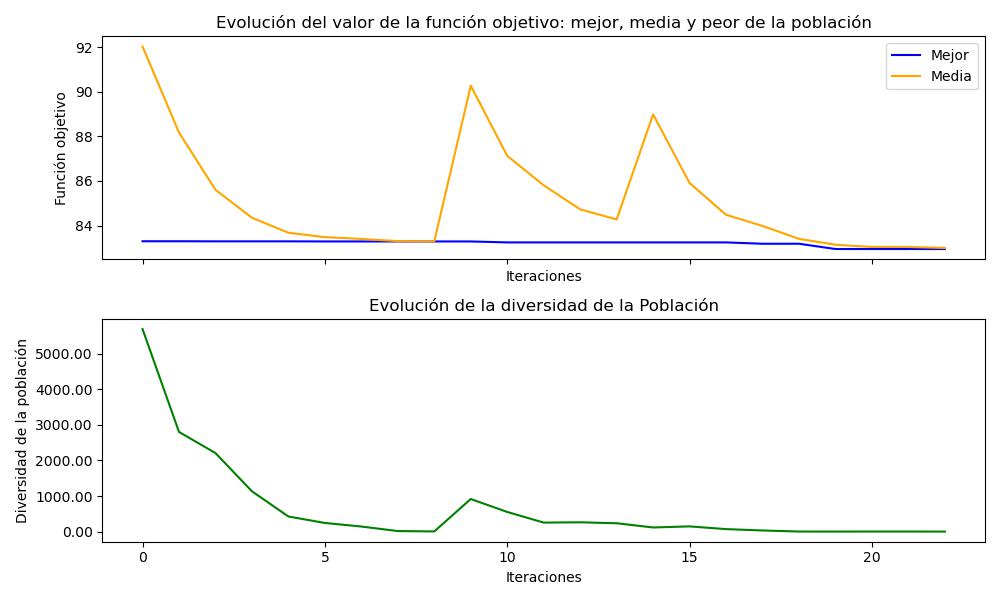 Evolución del valor de la función objetivo: mejor, media y peor de la población
Mejor
Media
Función objetivo
92
90
88
86
84
Iteraciones
Evolución de la diversidad de la Población
Diversidad de la población
5000.00
4000.00
3000.00
2000.00
1000.00
0.00
0
5
10
15
20
Iteraciones